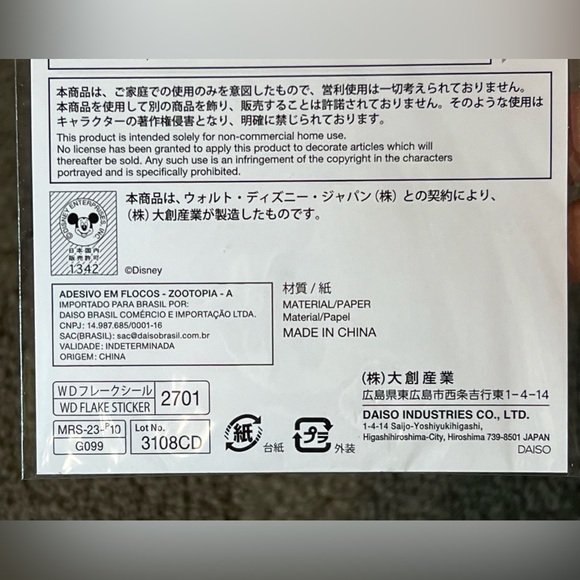 本商品は、ご家庭での使用のみを意図したもので、営利使用は一切考えられておりません。
本商品を使用して別の商品を飾り、販売することは許諾されておりません。そのような使用は
キャラクターの著作権侵害となり、明確に禁じられております。
This product is intended solely for non-commercial home use.
No license has been granted to apply this product to decorate articles which will
thereafter be sold. Any such use is an infringement of the copyright in the characters
portrayed and is specifically prohibited.
本商品は、ウォルト・ディズニー・ジャパン(株) との契約により、
(株)大創産業が製造したものです。
©DISNEY ENTERPRISES, INC.
日本国内
販売許可
1342
©Disney
ADESIVO EM FLOCOS - ZOOTOPIA - A
IMPORTADO PARA BRASIL POR:
DAISO BRASIL COMÉRCIO E IMPORTAÇÃO LTDA.
CNPJ: 14.987.685/0001-16
SAC(BRASIL): sac@daisobrasil.com.br
VALIDADE: INDETERMINADA
ORIGEM: CHINA
材質/紙
MATERIAL/PAPER
Material/Papel
MADE IN CHINA
WDフレークシール
WD FLAKE STICKER
2701
MRS-23-P10
G099
Lot No.
3108CD
紙
台紙
プラ
外装
(株)大創産業
広島県東広島市西条吉行東1-4-14
DAISO INDUSTRIES CO., LTD.
1-4-14 Saijo-Yoshiyukihigashi,
Higashihiroshima-City, Hiroshima 739-8501 JAPAN
DAISO